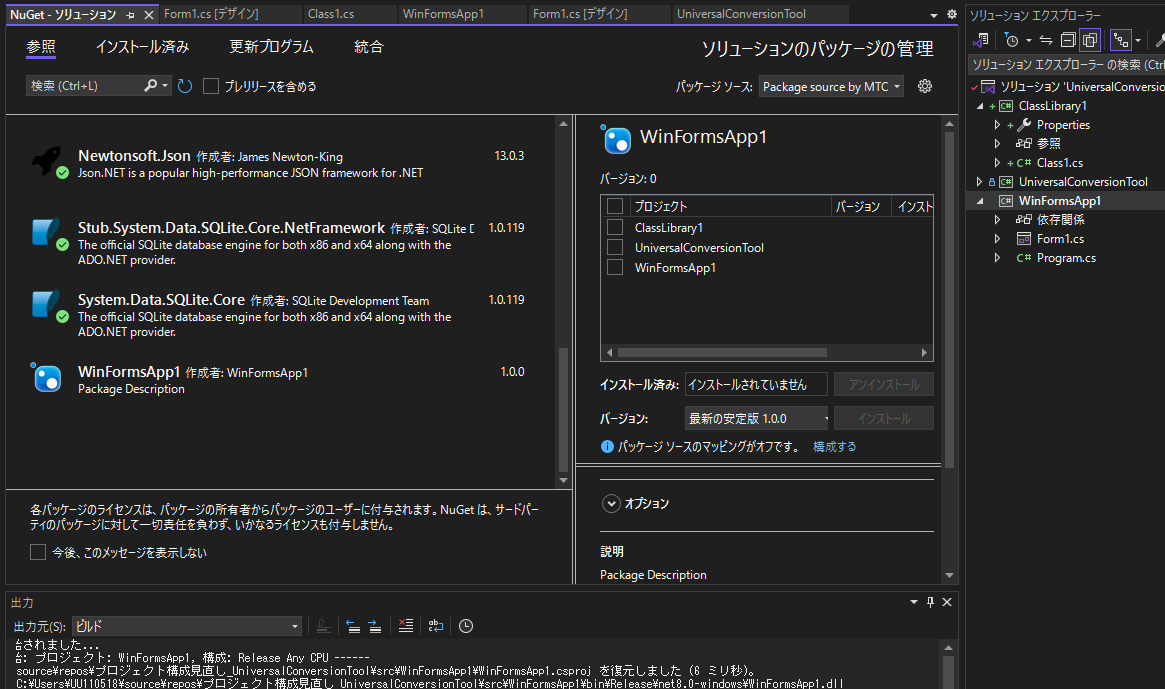 NuGet - ソリューション
Form1.cs [デザイン]
Class1.cs
WinFormsApp1
Form1.cs [デザイン]
UniversalConversionTool
参照
インストール済み
更新プログラム
統合
ソリューションのパッケージの管理
検索 (Ctrl+L)
プレリリースを含める
パッケージ ソース:
Package source by MTC
Newtonsoft.Json 作成者: James Newton-King
13.0.3
Json.NET is a popular high-performance JSON framework for .NET
Stub.System.Data.SQLite.Core.NetFramework 作成者: SQLite D
1.0.119
The official SQLite database engine for both x86 and x64 along with the
ADO.NET provider.
System.Data.SQLite.Core 作成者: SQLite Development Team
1.0.119
The official SQLite database engine for both x86 and x64 along with the
ADO.NET provider.
WinFormsApp1 作成者: WinFormsApp1
1.0.0
Package Description
各パッケージのライセンスは、パッケージの所有者からパッケージのユーザーに付与されます。NuGet は、サードパー
ティのパッケージに対して一切責任を負わず、いかなるライセンスも付与しません。
今後、このメッセージを表示しない
WinFormsApp1
バージョン: 0
プロジェクト
バージョン
インスト
ClassLibrary1
UniversalConversionTool
WinFormsApp1
インストール済み:
インストールされていません
アンインストール
バージョン:
最新の安定版 1.0.0
インストール
パッケージ ソースのマッピングがオフです。
構成する
オプション
説明
Package Description
ソリューション エクスプローラー
ソリューション エクスプローラー の検索 (Ctrl
ソリューション 'UniversalConversio
ClassLibrary1
Properties
参照
Class1.cs
UniversalConversionTool
WinFormsApp1
依存関係
Form1.cs
Program.cs
出力
出力元(S):
ビルド
されました...
: プロジェクト: WinFormsApp1, 構成: Release Any CPU ------
source¥repos¥プロジェクト構成見直し_UniversalConversionTool¥src¥WinFormsApp1¥WinFormsApp1.csproj を復元しました (6 ミリ秒)。
C:¥Users¥UU110518¥source¥repos¥プロジェクト構成見直し_UniversalConversionTool¥src¥WinFormsApp1¥bin¥Release¥net8.0-windows¥WinFormsApp1.dll